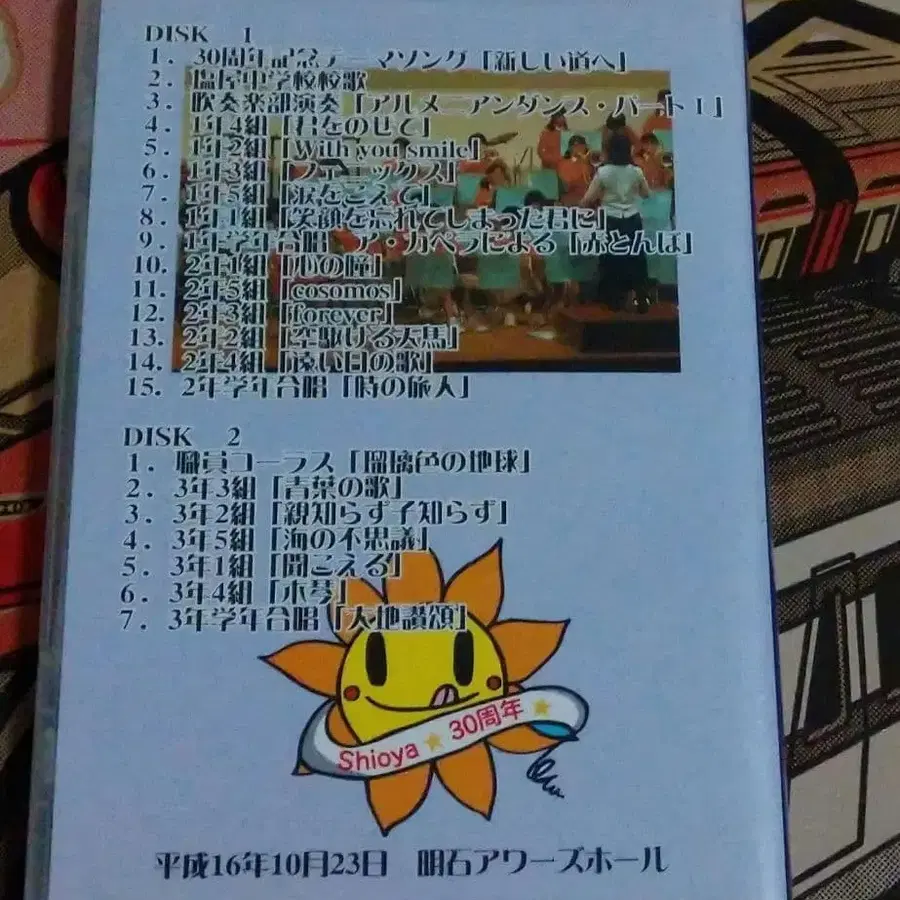 DISK 1
1. 30周年記念テーマソング「新しい道へ」
2. 塩屋中学校校歌
3. 吹奏楽部演奏「アルメニアンダンス・パートⅠ」
4. 1年4組「君をのせて」
5. 1年2組「With you smile」
6. 1年3組「フェニックス」
7. 1年5組「涙をこえて」
8. 1年1組「笑顔を忘れてしまった君に」
9. 1年学年合唱 ア・カペラによる「赤とんぼ」
10. 2年1組「心の瞳」
11. 2年5組「cosomos」
12. 2年3組「forever」
13. 2年2組「空駆ける天馬」
14. 2年4組「遠い日の歌」
15. 2年学年合唱「時の旅人」
DISK 2
1. 職員コーラス「瑠璃色の地球」
2. 3年3組「青葉の歌」
3. 3年2組「親知らず子知らず」
4. 3年5組「海の不思議」
5. 3年1組「聞こえる」
6. 3年4組「木琴」
7. 3年学年合唱「大地讃頌」
Shioya★30周年★
平成16年10月23日 明石アワーズホール